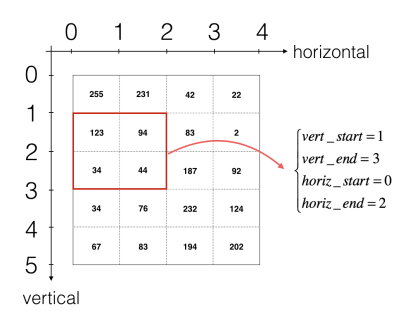 0 1 2 3 4
horizontal
0
255 231 42 22
1
123 94 83 2
2
34 44 187 92
3
34 76 232 124
4
67 83 194 202
5
vertical
vert_start = 1
vert_end = 3
horiz_start = 0
horiz_end = 2